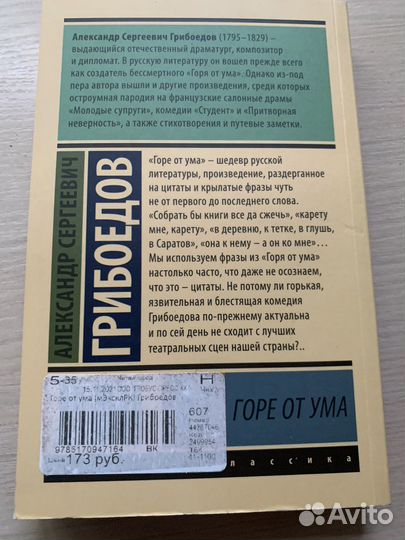 Александр Сергеевич Грибоедов (1795–1829) –
выдающийся отечественный драматург, композитор
и дипломат. В русскую литературу он вошел прежде всего
как создатель бессмертного «Горя от ума». Однако из-под
пера автора вышли и другие произведения, среди которых
остроумная пародия на французские салонные драмы
«Молодые супруги», комедии «Студент» и «Притворная
неверность», а также стихотворения и путевые заметки.
АЛЕКСАНДР СЕРГЕЕВИЧ
ГРИБОЕДОВ
«Горе от ума» – шедевр русской
литературы, произведение, раздерганное
на цитаты и крылатые фразы чуть
не от первого до последнего слова.
«Собрать бы книги все да сжечь», «карету
мне, карету», «в деревню, к тетке, в глушь,
в Саратов», «она к нему – а он ко мне»…
Мы используем фразы из «Горя от ума»
настолько часто, что даже не осознаем,
что это – цитаты. Не потому ли горькая,
язвительная и блестящая комедия
Грибоедова по-прежнему актуальна
и по сей день не сходит с лучших
театральных сцен нашей страны?..
5-35
Н
Горе от ума (мЭксклРК) Грибоедов
607
9785170947164
ВК
Цена 173 руб.
41-1100
ГОРЕ ОТ УМА
классика
Avito